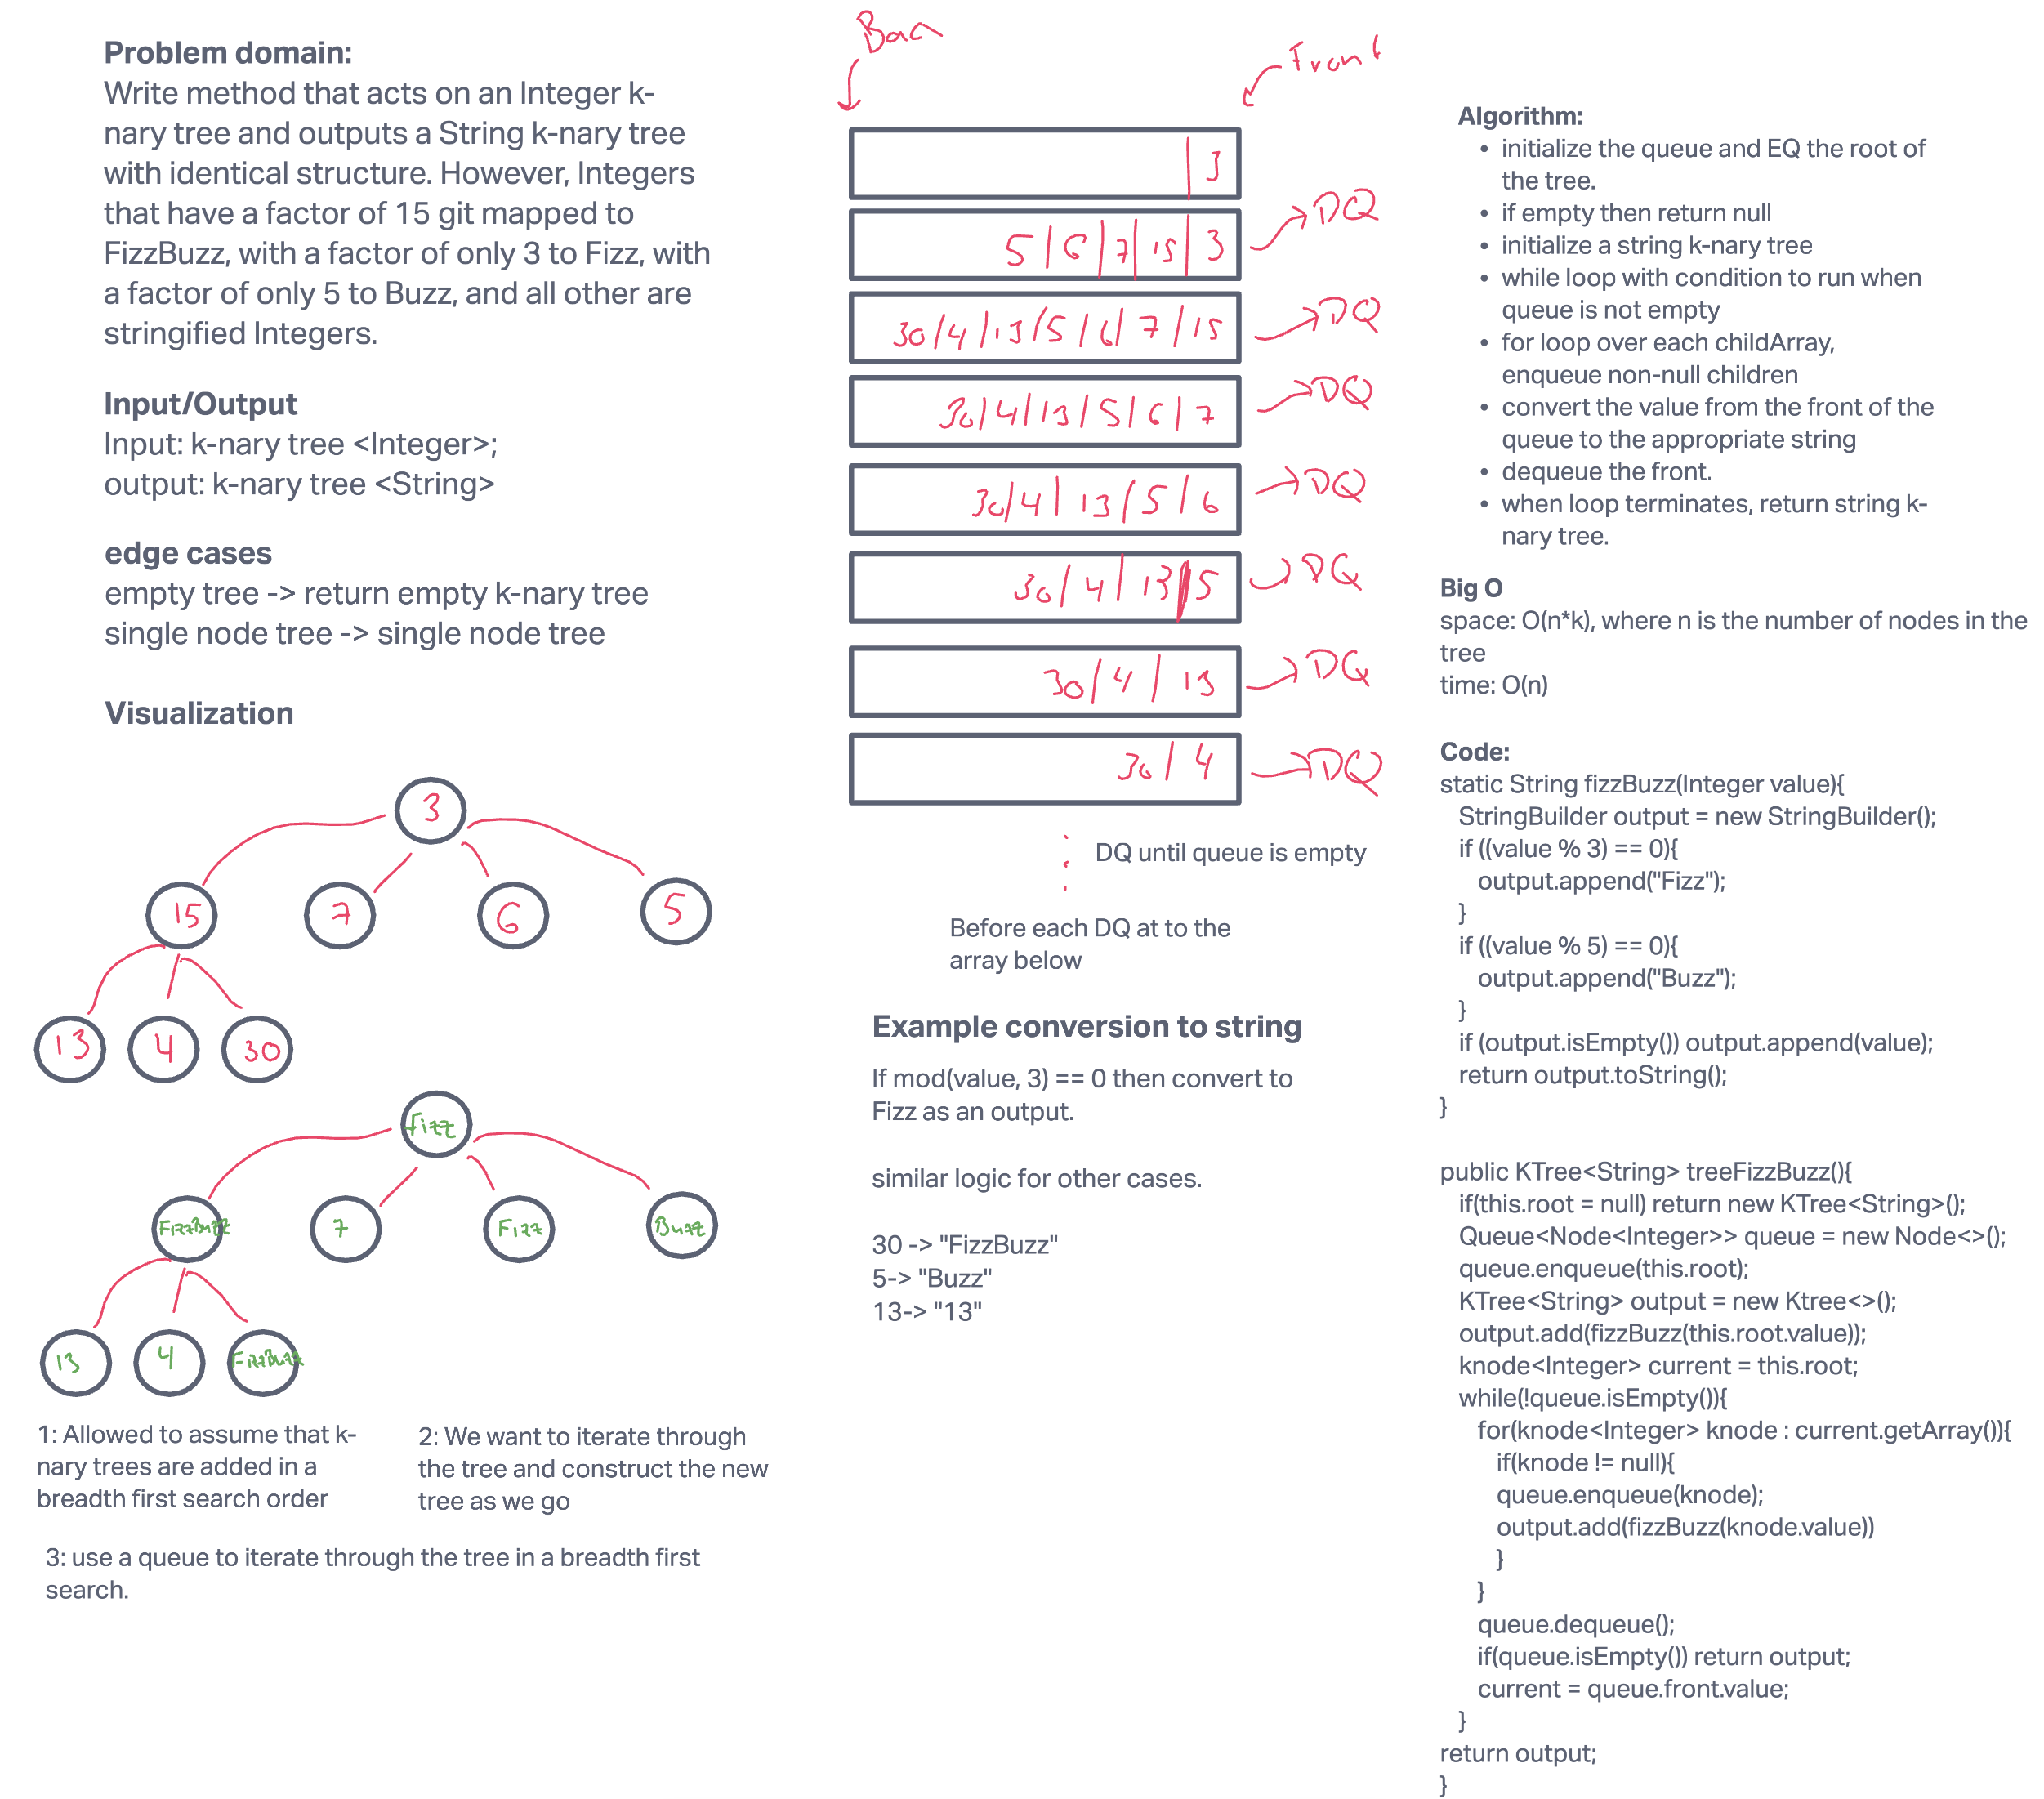 Problem domain:
Write method that acts on an Integer k-
nary tree and outputs a String k-nary tree
with identical structure. However, Integers
that have a factor of 15 git mapped to
FizzBuzz, with a factor of only 3 to Fizz, with
a factor of only 5 to Buzz, and all other are
stringified Integers.
Input/Output
Input: k-nary tree <Integer>;
output: k-nary tree <String>
edge cases
empty tree -> return empty k-nary tree
single node tree -> single node tree
Visualization
3
15 7 6 5
13 4 30
Fizz
FizzBuzz 7 Fizz Buzz
13 4 FizzBuzz
1: Allowed to assume that k-
nary trees are added in a
breadth first search order
2: We want to iterate through
the tree and construct the new
tree as we go
3: use a queue to iterate through the tree in a breadth first
search.
Front
| 3
5 | 6 | 7 | 15 | 3 DQ
30 / 4 / 13 / 5 / 6 / 7 / 15 DQ
30 / 4 / 13 / 5 / 6 / 7 DQ
30 / 4 | 13 / 5 / 6 DQ
30 / 4 / 13 | 5 DQ
30 / 4 / 13 DQ
30 / 4 DQ
DQ until queue is empty
Before each DQ at to the
array below
Example conversion to string
If mod(value, 3) == 0 then convert to
Fizz as an output.
similar logic for other cases.
30 -> "FizzBuzz"
5-> "Buzz"
13-> "13"
Algorithm:
• initialize the queue and EQ the root of
the tree.
• if empty then return null
• initialize a string k-nary tree
• while loop with condition to run when
queue is not empty
• for loop over each childArray,
enqueue non-null children
• convert the value from the front of the
queue to the appropriate string
• dequeue the front.
• when loop terminates, return string k-
nary tree.
Big O
space: O(n*k), where n is the number of nodes in the
tree
time: O(n)
Code:
static String fizzBuzz(Integer value){
StringBuilder output = new StringBuilder();
if ((value % 3) == 0){
output.append("Fizz");
}
if ((value % 5) == 0){
output.append("Buzz");
}
if (output.isEmpty()) output.append(value);
return output.toString();
}
public KTree<String> treeFizzBuzz(){
if(this.root = null) return new KTree<String>();
Queue<Node<Integer>> queue = new Node<>();
queue.enqueue(this.root);
KTree<String> output = new Ktree<>();
output.add(fizzBuzz(this.root.value));
knode<Integer> current = this.root;
while(!queue.isEmpty()){
for(knode<Integer> knode : current.getArray()){
if(knode != null){
queue.enqueue(knode);
output.add(fizzBuzz(knode.value))
}
}
queue.dequeue();
if(queue.isEmpty()) return output;
current = queue.front.value;
}
return output;
}